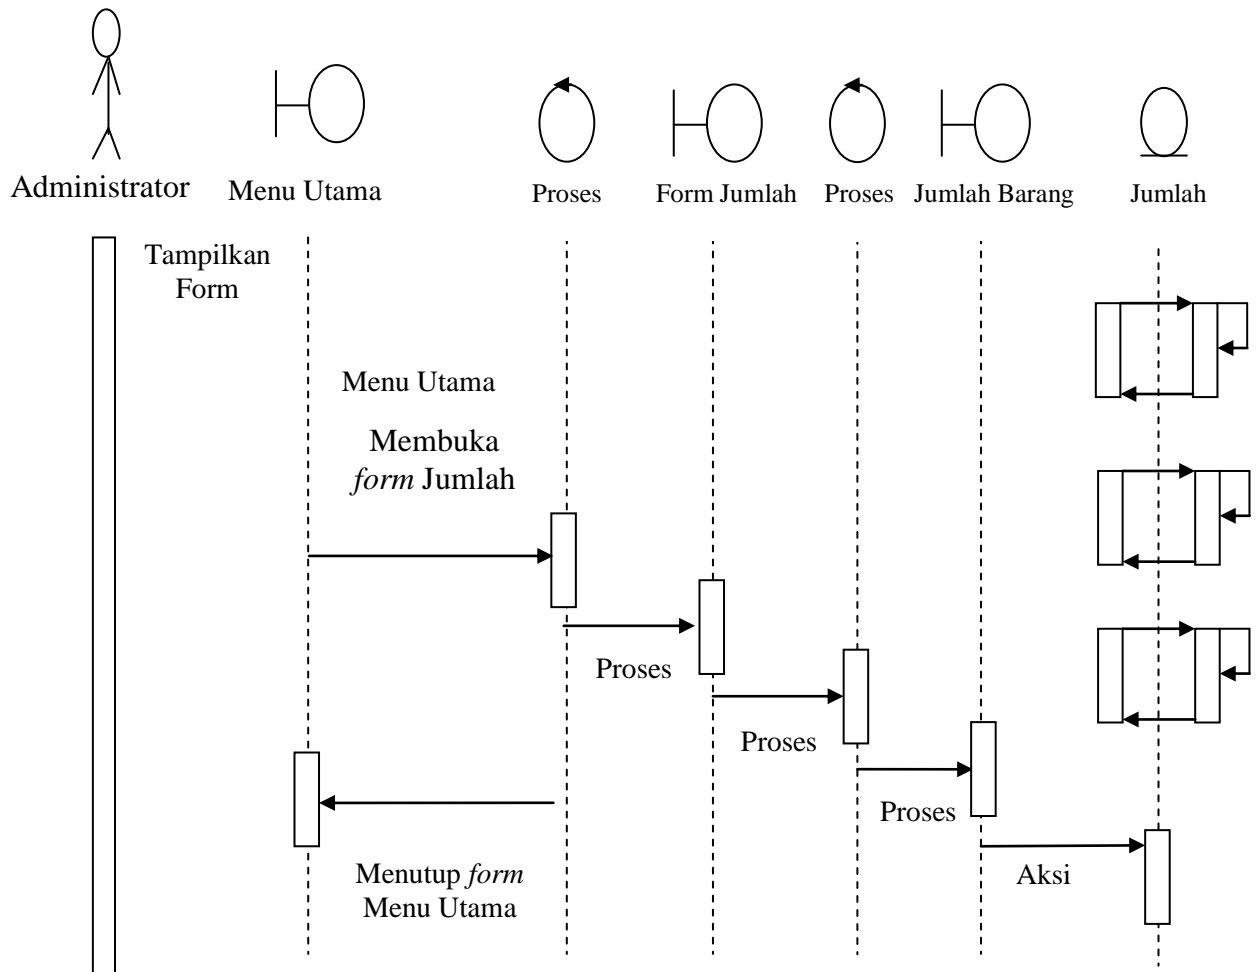 Administrator
Menu Utama
Proses
Form Jumlah
Proses
Jumlah Barang
Jumlah
Tampilkan
Form
Menu Utama
Membuka
form Jumlah
Proses
Proses
Proses
Menutup form
Menu Utama
Aksi